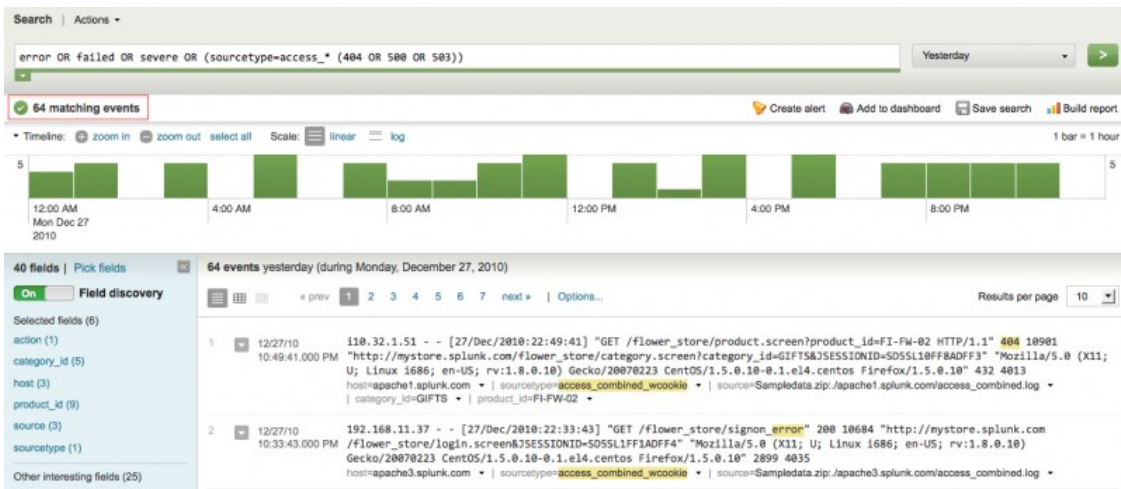 Search | Actions
error OR failed OR severe OR (sourcetype=access_* (404 OR 500 OR 503))
Yesterday
>
64 matching events
Create alert Add to dashboard Save search Build report
Timeline: zoom in zoom out select all Scale: linear log
1 bar = 1 hour
5
5
12:00 AM 4:00 AM 8:00 AM 12:00 PM 4:00 PM 8:00 PM
Mon Dec 27
2010
40 fields | Pick fields
On Field discovery
Selected fields (6)
action (1)
category_id (5)
host (3)
product_id (9)
source (3)
sourcetype (1)
Other interesting fields (25)
64 events yesterday (during Monday, December 27, 2010)
« prev 1 2 3 4 5 6 7 next » | Options...
Results per page 10
1 12/27/10 110.32.1.51 - - [27/Dec/2010:22:49:41] "GET /flower_store/product.screen?product_id=FI-FW-02 HTTP/1.1" 404 10901
10:49:41.000 PM "http://mystore.splunk.com/flower_store/category.screen?category_id=GIFTS&JSESSIONID=SD5SL10FF8ADFF3" "Mozilla/5.0 (X11;
U; Linux i686; en-US; rv:1.8.0.10) Gecko/20070223 CentOS/1.5.0.10-0.1.el4.centos Firefox/1.5.0.10" 432 4013
host=apache1.splunk.com | sourcetype=access_combined_wcookie | source=Sampledata.zip:/apache1.splunk.com/access_combined.log
| category_id=GIFTS | product_id=FI-FW-02
2 12/27/10 192.168.11.37 - - [27/Dec/2010:22:33:43] "GET /flower_store/signon_error" 200 10684 "http://mystore.splunk.com
10:33:43.000 PM /flower_store/login.screen&JSESSIONID=SD5SL1FF1ADFF4" "Mozilla/5.0 (X11; U; Linux i686; en-US; rv:1.8.0.10)
Gecko/20070223 CentOS/1.5.0.10-0.1.el4.centos Firefox/1.5.0.10" 2899 4035
host=apache3.splunk.com | sourcetype=access_combined_wcookie | source=Sampledata.zip:/apache3.splunk.com/access_combined.log